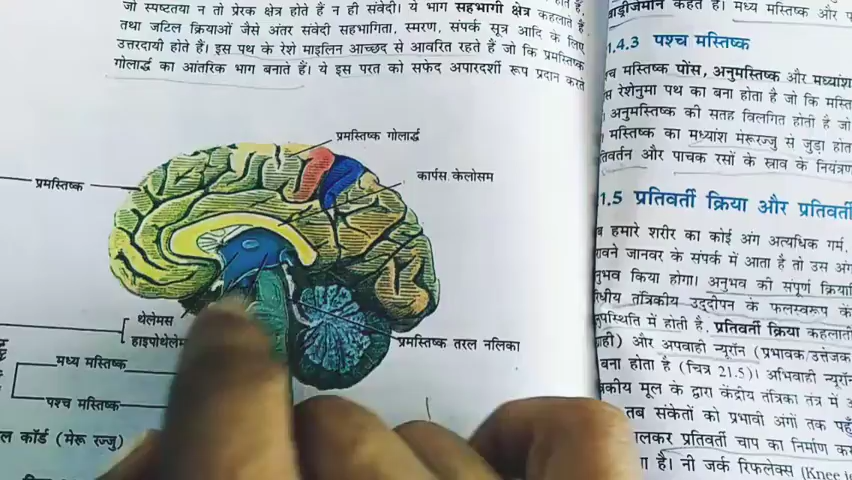 जो स्पष्टतया न तो प्रेरक क्षेत्र होते हैं न ही संवेदी। ये भाग सहभागी क्षेत्र कहलाते हैं
तथा जटिल क्रियाओं जैसे अंतर संवेदी सहभागिता, स्मरण, संपर्क सूत्र आदि के लिए
उत्तरदायी होते हैं। इस पथ के रेशे माइलिन आच्छद से आवरित रहते हैं जो कि प्रमस्तिष्क
गोलार्द्ध का आंतरिक भाग बनाते हैं। ये इस परत को सफेद अपारदर्शी रूप प्रदान करते
प्रमस्तिष्क गोलार्द्ध
कार्पस केलोसम
प्रमस्तिष्क
थेलेमस
हाइपोथेलेम
प्रमस्तिष्क तरल नलिका
मध्य मस्तिष्क
पश्च मस्तिष्क
ल कॉर्ड (मेरू रज्जु)
कहते हैं। मध्य मस्तिष्क और प
1.4.3 पश्च मस्तिष्क
च मस्तिष्क पोंस, अनुमस्तिष्क और मध्यांश
रेशेनुमा पथ का बना होता है जो कि मस्ति
अनुमस्तिष्क की सतह विलगित होती है जो
मस्तिष्क का मध्यांश मेरूरज्जु से जुड़ा होत
और पाचक रसों के स्राव के नियंत्रण
1.5 प्रतिवर्ती क्रिया और प्रतिवर्ती
हमारे शरीर का कोई अंग अत्यधिक गर्म,
वने जानवर के संपर्क में आता है तो उस अंग
नुभव किया होगा। अनुभव की संपूर्ण क्रिया
धीय तंत्रिकीय उद्दीपन के फलस्वरूप के
नुपस्थिति में होती है, प्रतिवर्ती क्रिया कहलाती
ही) और अपवाही न्यूरॉन (प्रभावक/उत्तेजक
बना होता है (चित्र 21.5)। अभिवाही न्यूरॉन
कीय मूल के द्वारा केंद्रीय तंत्रिका तंत्र में
तब संकेतों को प्रभावी अंगों तक पहुँ
लकर प्रतिवर्ती चाप का निर्माण कर
है। नी जर्क रिफलेक्स (Knee